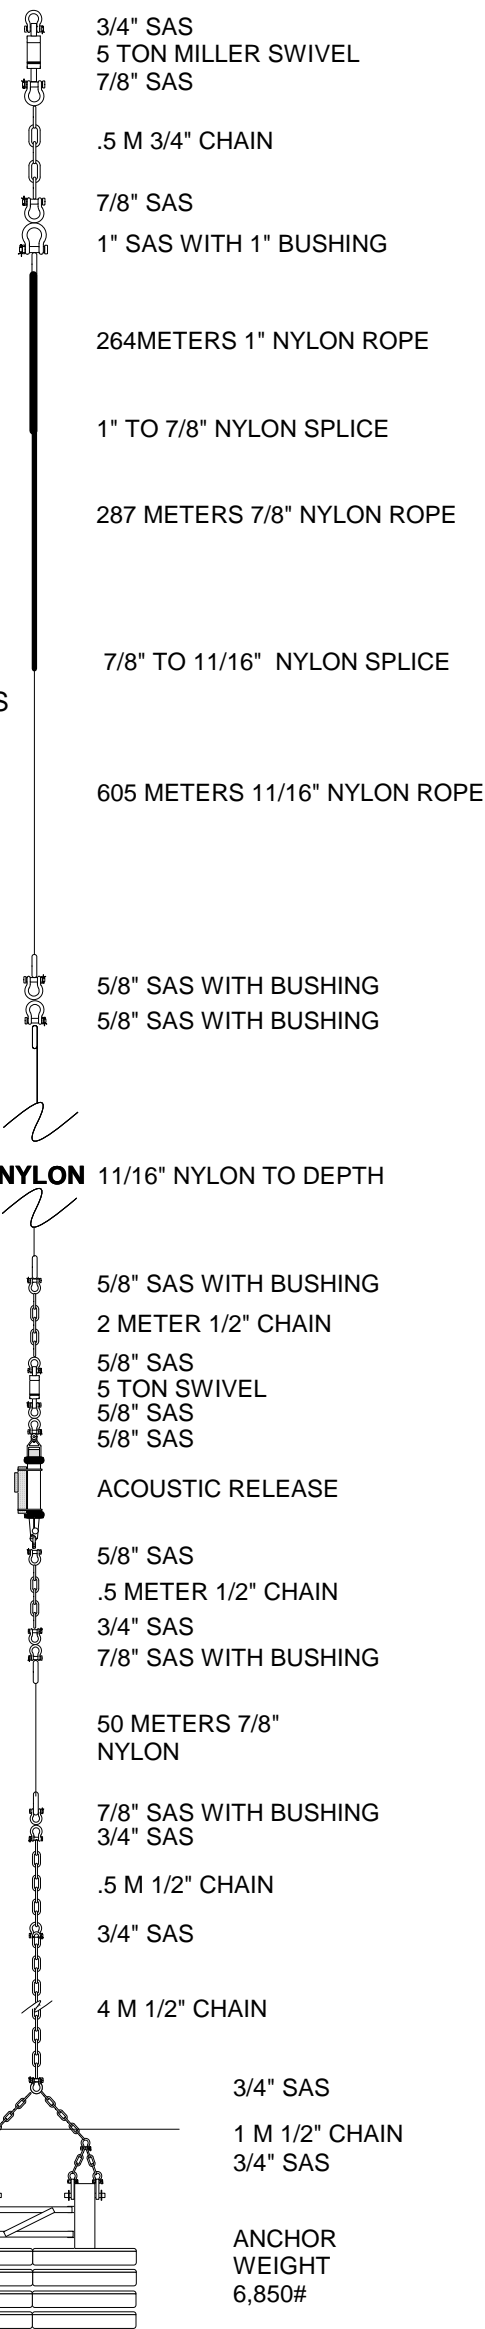 3/4" SAS
5 TON MILLER SWIVEL
7/8" SAS
.5 M 3/4" CHAIN
7/8" SAS
1" SAS WITH 1" BUSHING
264METERS 1" NYLON ROPE
1" TO 7/8" NYLON SPLICE
287 METERS 7/8" NYLON ROPE
7/8" TO 11/16" NYLON SPLICE
S
605 METERS 11/16" NYLON ROPE
5/8" SAS WITH BUSHING
5/8" SAS WITH BUSHING
NYLON 11/16" NYLON TO DEPTH
5/8" SAS WITH BUSHING
2 METER 1/2" CHAIN
5/8" SAS
5 TON SWIVEL
5/8" SAS
5/8" SAS
ACOUSTIC RELEASE
5/8" SAS
.5 METER 1/2" CHAIN
3/4" SAS
7/8" SAS WITH BUSHING
50 METERS 7/8"
NYLON
7/8" SAS WITH BUSHING
3/4" SAS
.5 M 1/2" CHAIN
3/4" SAS
4 M 1/2" CHAIN
3/4" SAS
1 M 1/2" CHAIN
3/4" SAS
ANCHOR
WEIGHT
6,850#